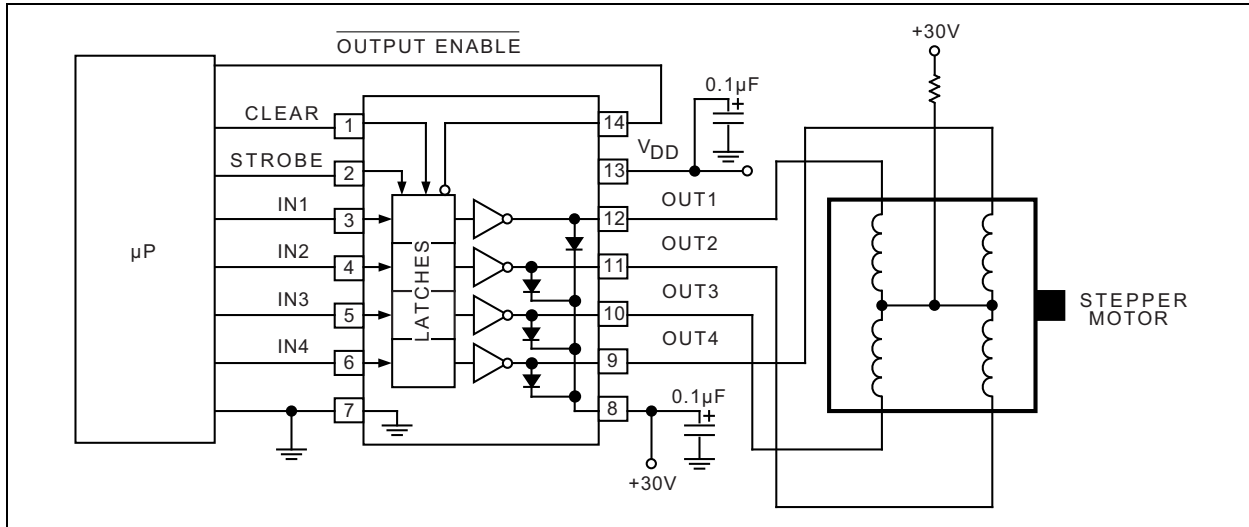 OUTPUT ENABLE
+30V
0.1µF
+
CLEAR
1
14
VDD
STROBE
2
13
IN1
3
12
OUT1
µP
IN2
4
LATCHES
11
OUT2
IN3
5
10
OUT3
STEPPER
MOTOR
IN4
6
9
OUT4
7
8
0.1µF
+
+30V